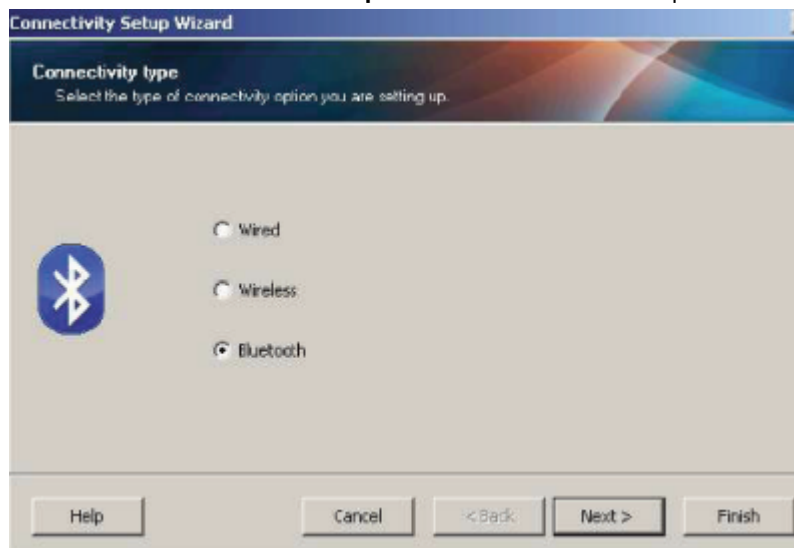 Connectivity Setup Wizard
Connectivity type
Select the type of connectivity option you are setting up.
Wired
Wireless
Bluetooth
Help Cancel < Back Next > Finish